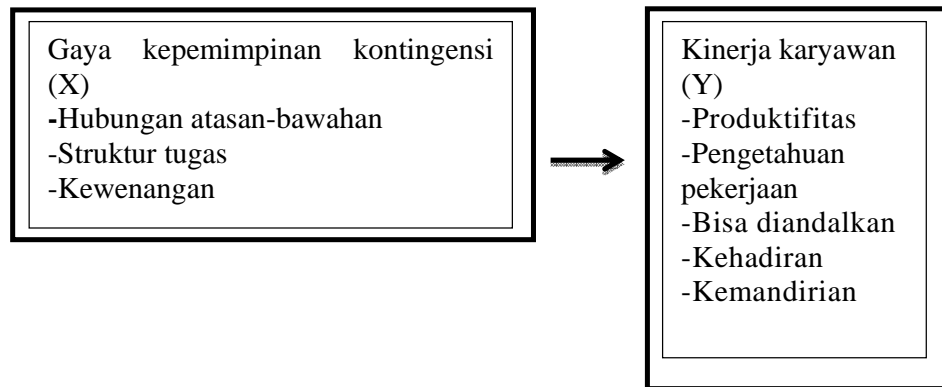 Gaya kepemimpinan kontingensi
(X)
-Hubungan atasan-bawahan
-Struktur tugas
-Kewenangan
Kinerja karyawan
(Y)
-Produktifitas
-Pengetahuan
pekerjaan
-Bisa diandalkan
-Kehadiran
-Kemandirian